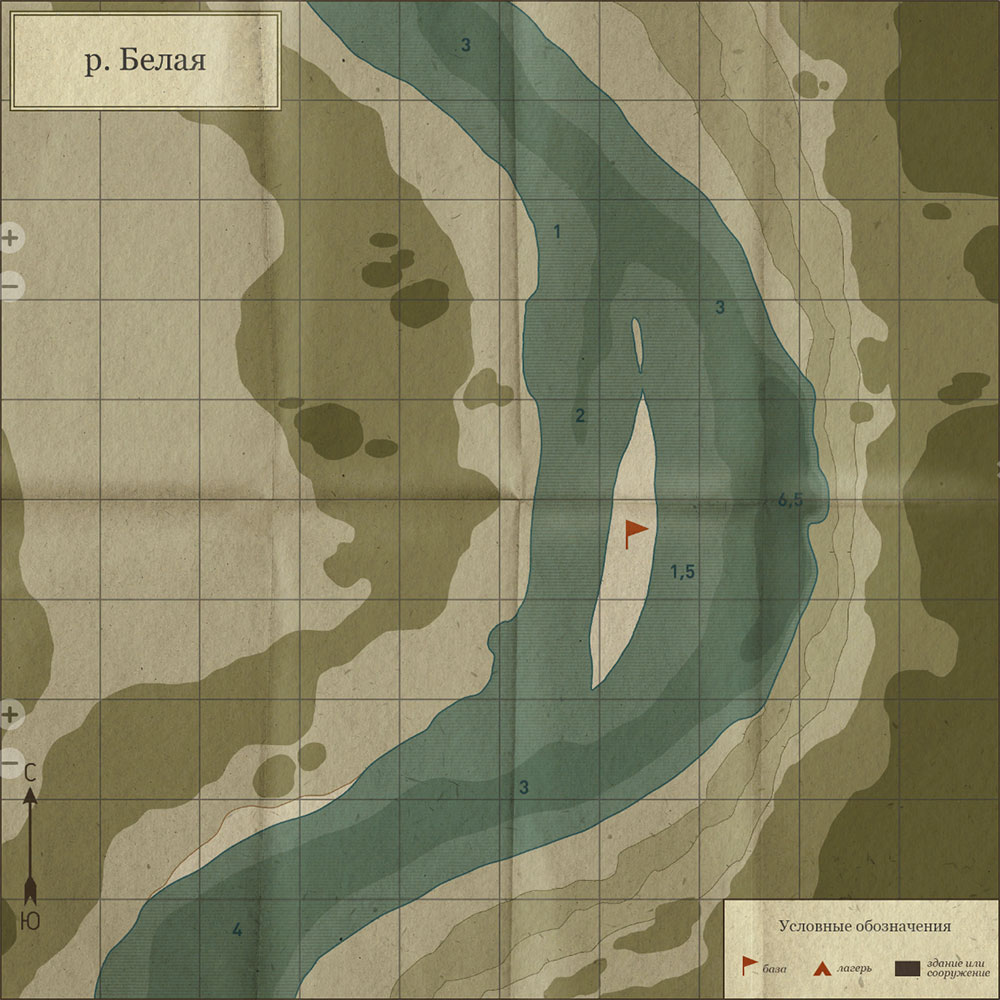 р. Белая
3
1
3
2
6,5
1,5
3
4
С
Ю
Условные обозначения
база
лагерь
здание или
сооружение